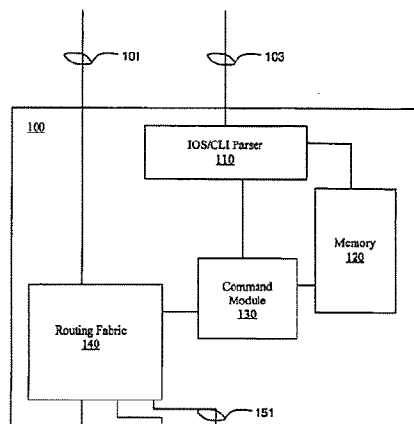 101
103
100
IOS/CLI Parser
110
Memory
120
Command
Module
130
Routing Fabric
140
151